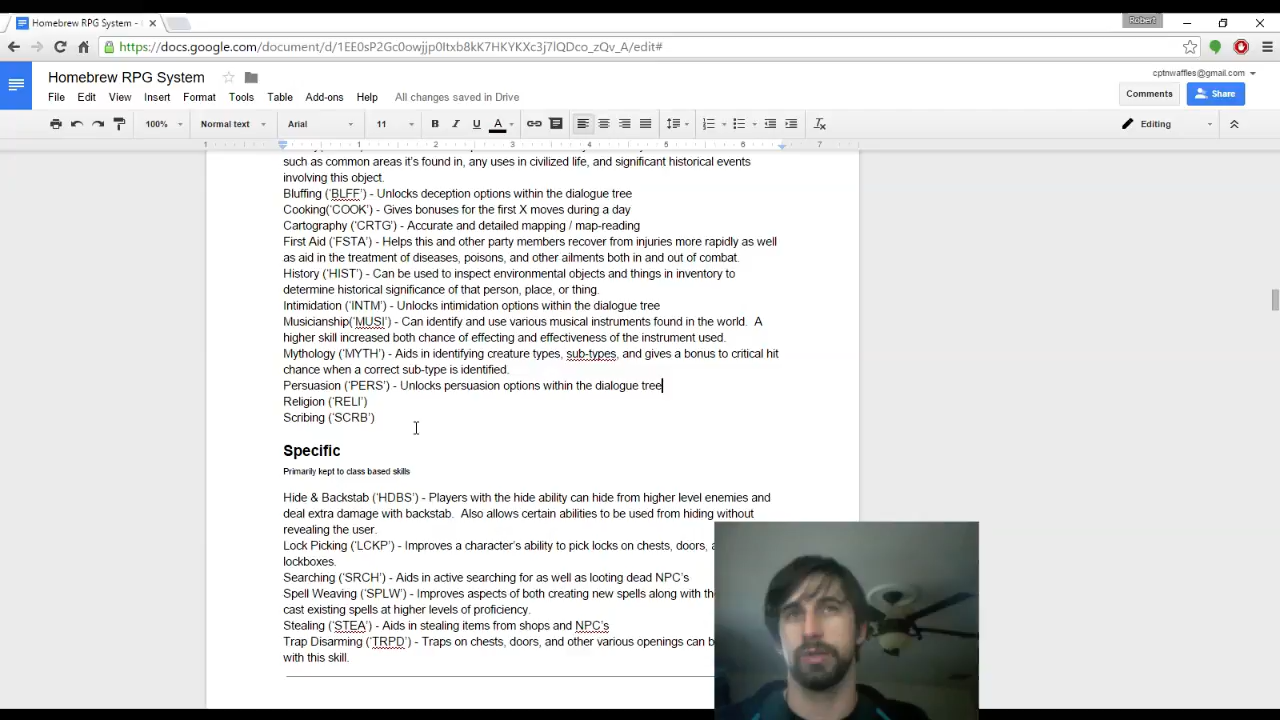 Homebrew RPG System -
Robert
https://docs.google.com/document/d/1EE0sP2Gc0owjjp0Itxb8kK7HKYKXc3j7lQDco_zQv_A/edit#
Homebrew RPG System
cptnwaffles@gmail.com
File Edit View Insert Format Tools Table Add-ons Help All changes saved in Drive
Comments Share
100% Normal text Arial 11 B I U A Editing
1 1 2 3 4 5 6 7
such as common areas it's found in, any uses in civilized life, and significant historical events
involving this object.
Bluffing ('BLFF') - Unlocks deception options within the dialogue tree
Cooking('COOK') - Gives bonuses for the first X moves during a day
Cartography ('CRTG') - Accurate and detailed mapping / map-reading
First Aid ('FSTA') - Helps this and other party members recover from injuries more rapidly as well
as aid in the treatment of diseases, poisons, and other ailments both in and out of combat.
History ('HIST') - Can be used to inspect environmental objects and things in inventory to
determine historical significance of that person, place, or thing.
Intimidation ('INTM') - Unlocks intimidation options within the dialogue tree
Musicianship('MUSI') - Can identify and use various musical instruments found in the world. A
higher skill increased both chance of effecting and effectiveness of the instrument used.
Mythology ('MYTH') - Aids in identifying creature types, sub-types, and gives a bonus to critical hit
chance when a correct sub-type is identified.
Persuasion ('PERS') - Unlocks persuasion options within the dialogue tree
Religion ('RELI')
Scribing ('SCRB')
Specific
Primarily kept to class based skills
Hide & Backstab ('HDBS') - Players with the hide ability can hide from higher level enemies and
deal extra damage with backstab. Also allows certain abilities to be used from hiding without
revealing the user.
Lock Picking ('LCKP') - Improves a character's ability to pick locks on chests, doors,
lockboxes.
Searching ('SRCH') - Aids in active searching for as well as looting dead NPC's
Spell Weaving ('SPLW') - Improves aspects of both creating new spells along with
cast existing spells at higher levels of proficiency.
Stealing ('STEA') - Aids in stealing items from shops and NPC's
Trap Disarming ('TRPD') - Traps on chests, doors, and other various openings can
with this skill.